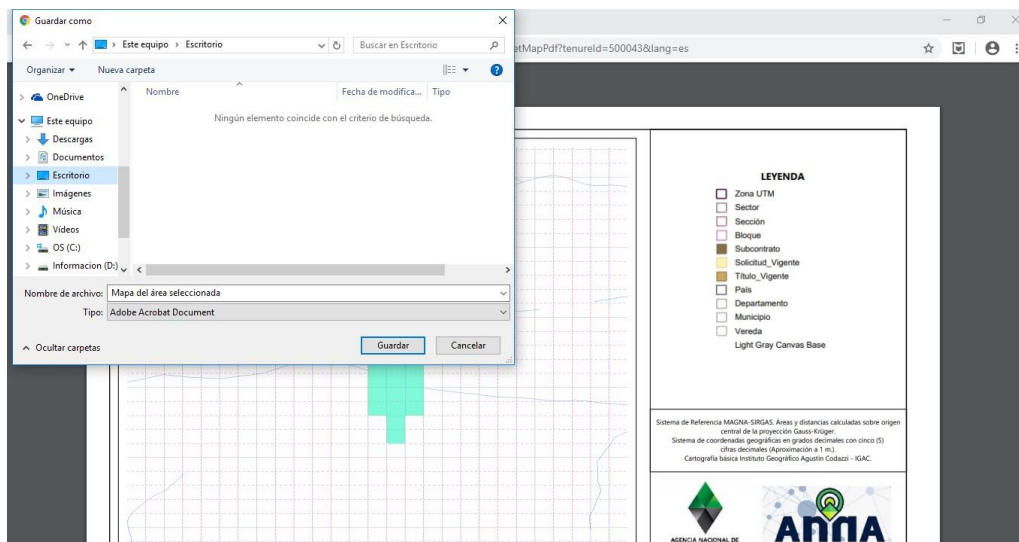 Guardar como
Este equipo > Escritorio
Buscar en Escritorio
etMapPdf?tenureId=500043&lang=es
Organizar
Nueva carpeta
Nombre
Fecha de modifica...
Tipo
Ningún elemento coincide con el criterio de búsqueda.
OneDrive
Este equipo
Descargas
Documentos
Escritorio
Imágenes
Música
Vídeos
OS (C:)
Informacion (D:)
Nombre de archivo: Mapa del área seleccionada
Tipo: Adobe Acrobat Document
Ocultar carpetas
Guardar
Cancelar
LEYENDA
Zona UTM
Sector
Sección
Bloque
Subcontrato
Solicitud_Vigente
Título_Vigente
País
Departamento
Municipio
Vereda
Light Gray Canvas Base
Sistema de Referencia MAGNA-SIRGAS. Áreas y distancias calculadas sobre origen
central de la proyección Gauss-Krüger.
Sistema de coordenadas geográficas en grados decimales con cinco (5)
cifras decimales (Aproximación a 1 m.).
Cartografía básica Instituto Geográfico Agustín Codazzi - IGAC.
AGENCIA NACIONAL DE
ANNA